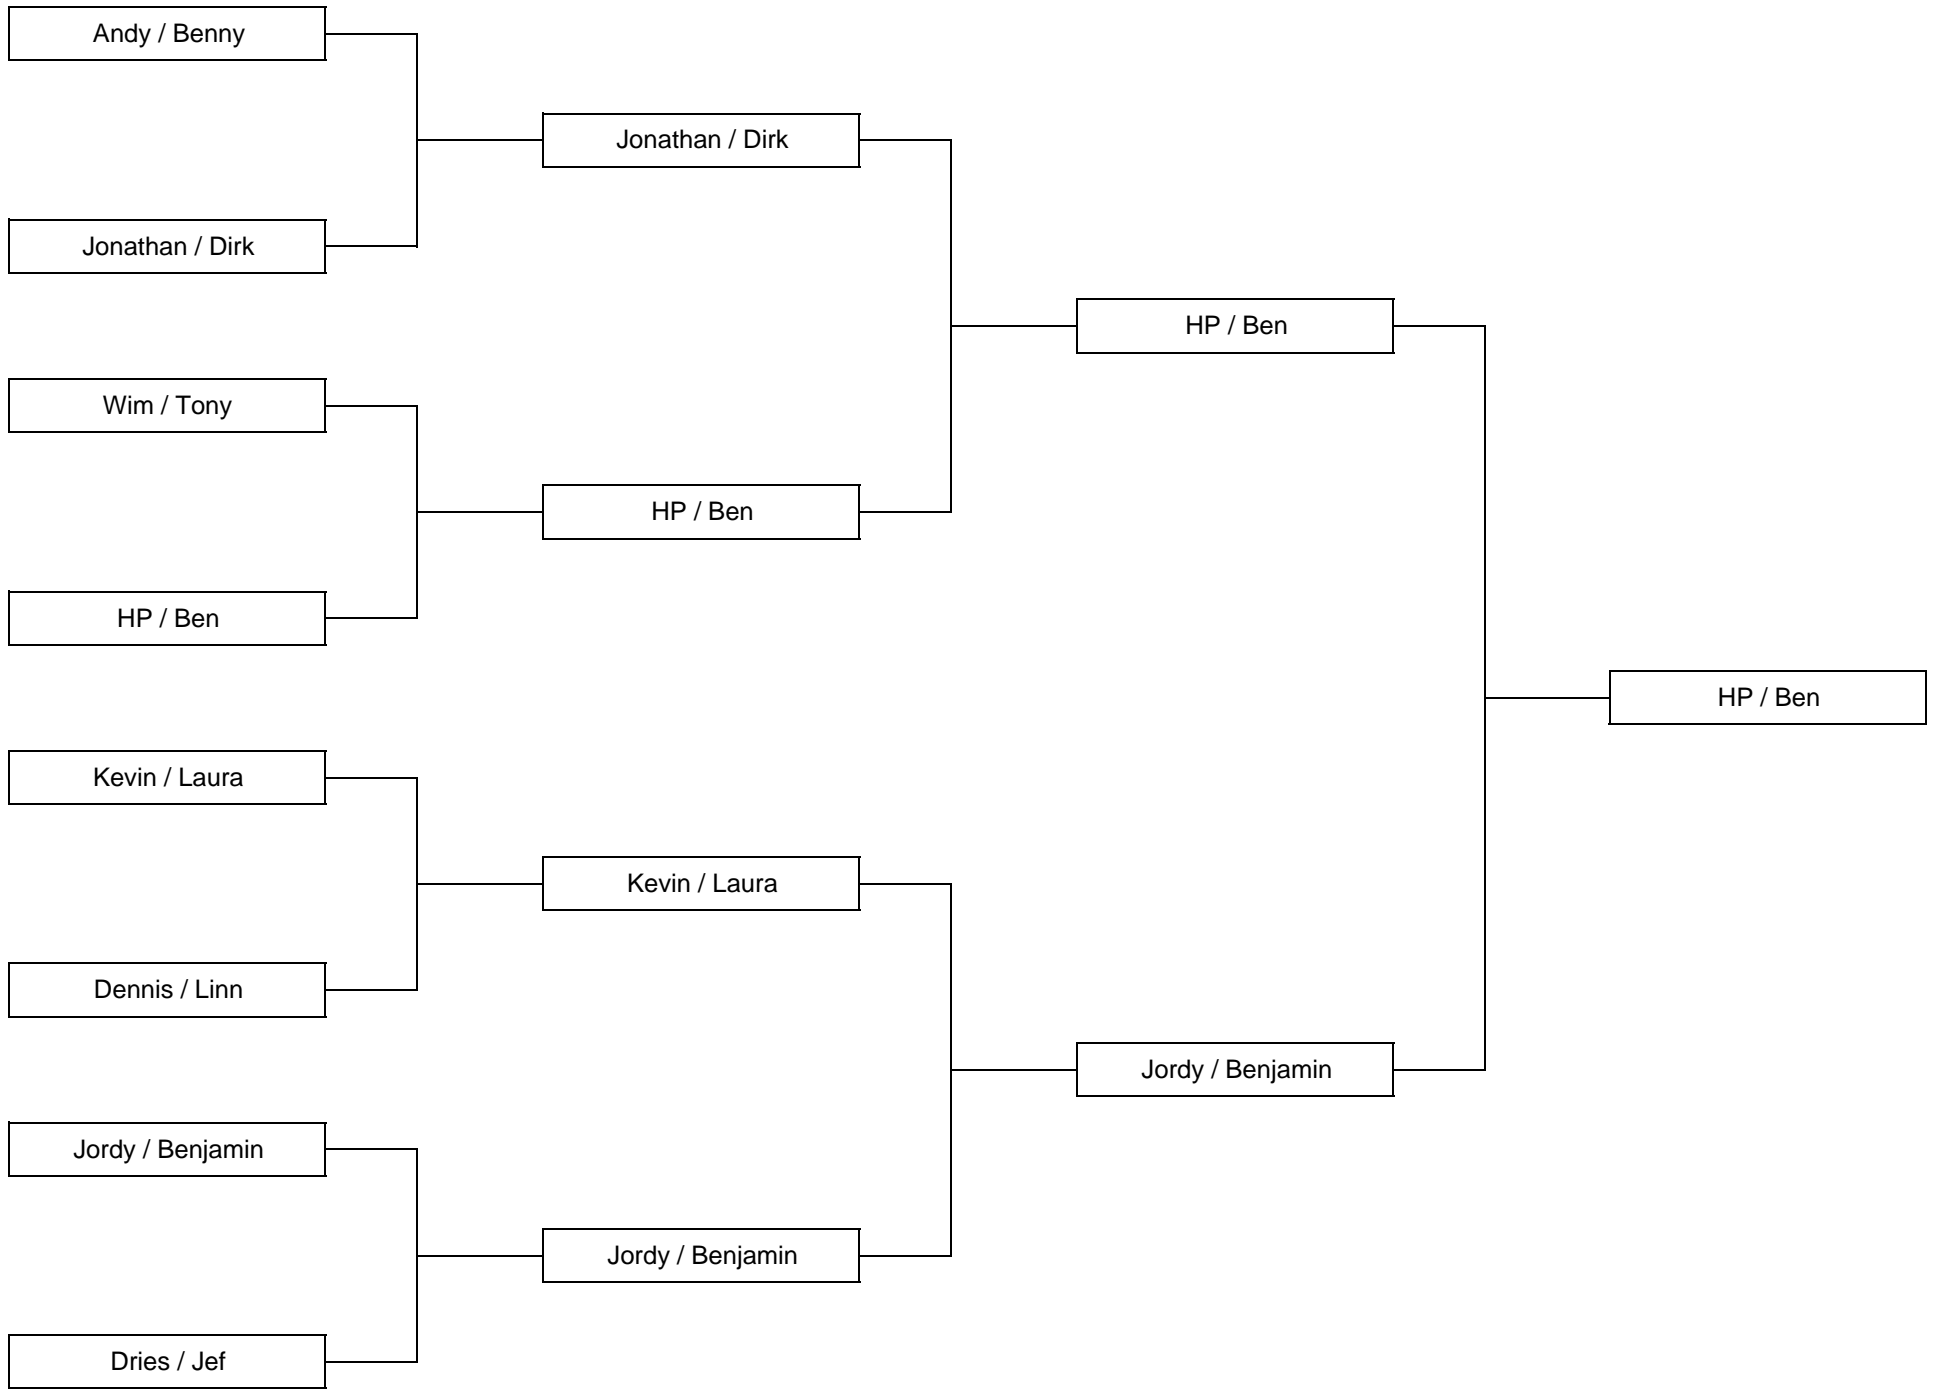 Andy / Benny
Jonathan / Dirk
Jonathan / Dirk
HP / Ben
Wim / Tony
HP / Ben
HP / Ben
HP / Ben
Kevin / Laura
Kevin / Laura
Dennis / Linn
Jordy / Benjamin
Jordy / Benjamin
Jordy / Benjamin
Dries / Jef